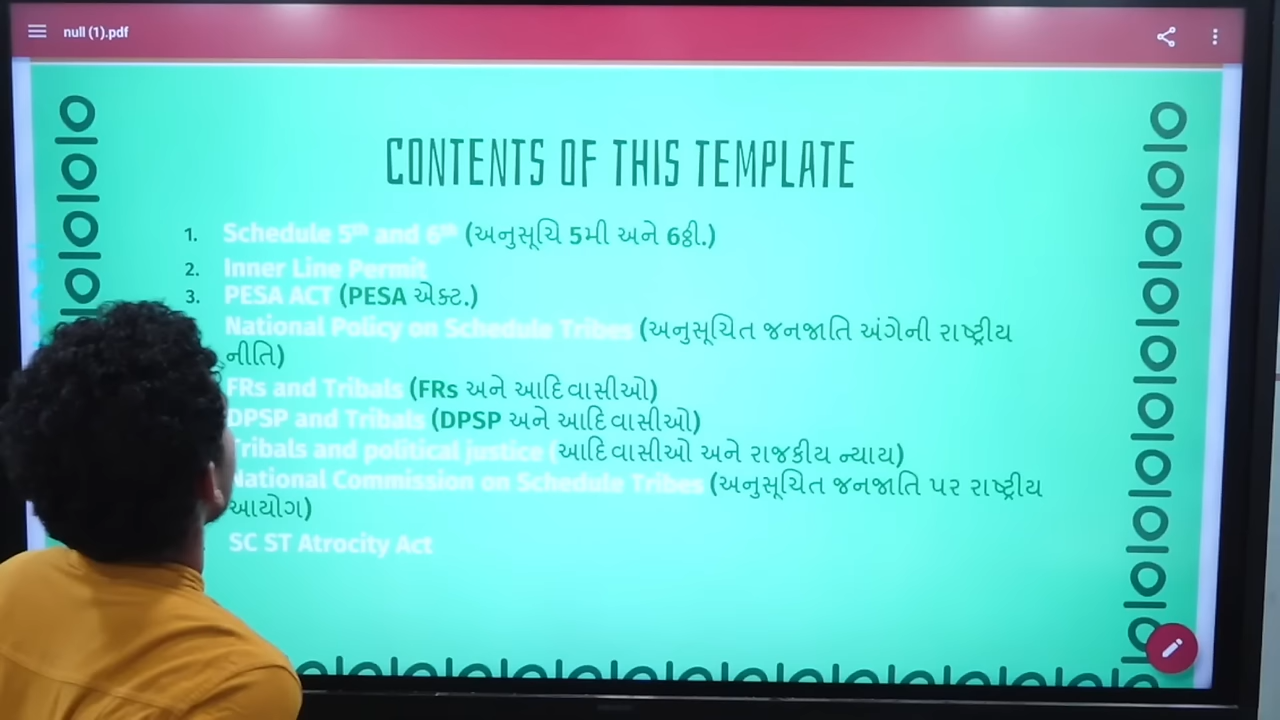 null (1).pdf
CONTENTS OF THIS TEMPLATE
1. Schedule 5th and 6th (અનુસૂચિ 5મી અને 6ઠ્ઠી.)
2. Inner Line Permit
3. PESA ACT (PESA એક્ટ.)
National Policy on Schedule Tribes (અનુસૂચિત જનજાતિ અંગેની રાષ્ટ્રીય
નીતિ)
FRs and Tribals (FRs અને આદિવાસીઓ)
DPSP and Tribals (DPSP અને આદિવાસીઓ)
Tribals and political justice (આદિવાસીઓ અને રાજકીય ન્યાય)
National Commission on Schedule Tribes (અનુસૂચિત જનજાતિ પર રાષ્ટ્રીય
આયોગ)
SC ST Atrocity Act